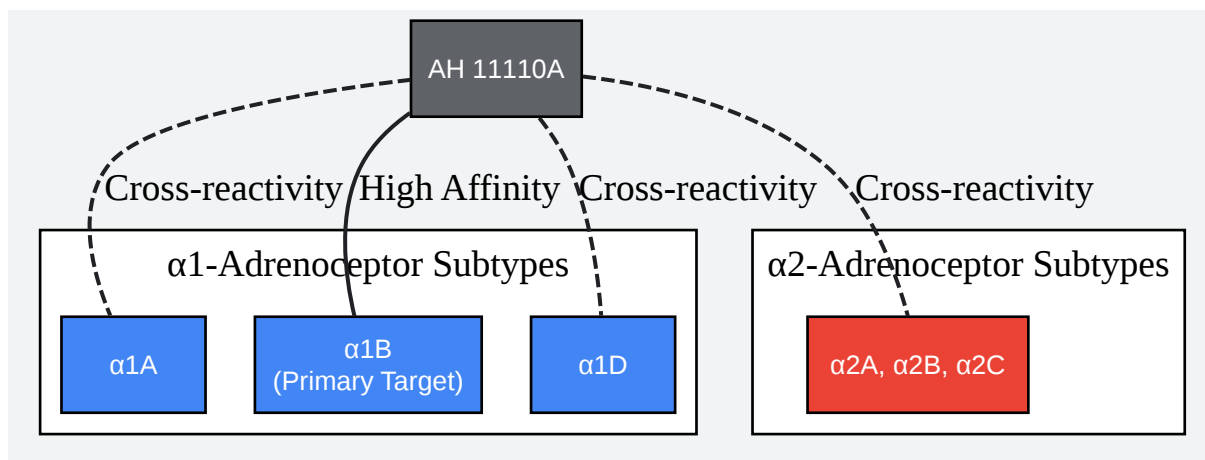 AH 11110A
Cross-reactivity
High Affinity
Cross-reactivity
Cross-reactivity
α1-Adrenoceptor Subtypes
α2-Adrenoceptor Subtypes
α1A
α1B
(Primary Target)
α1D
α2A, α2B, α2C